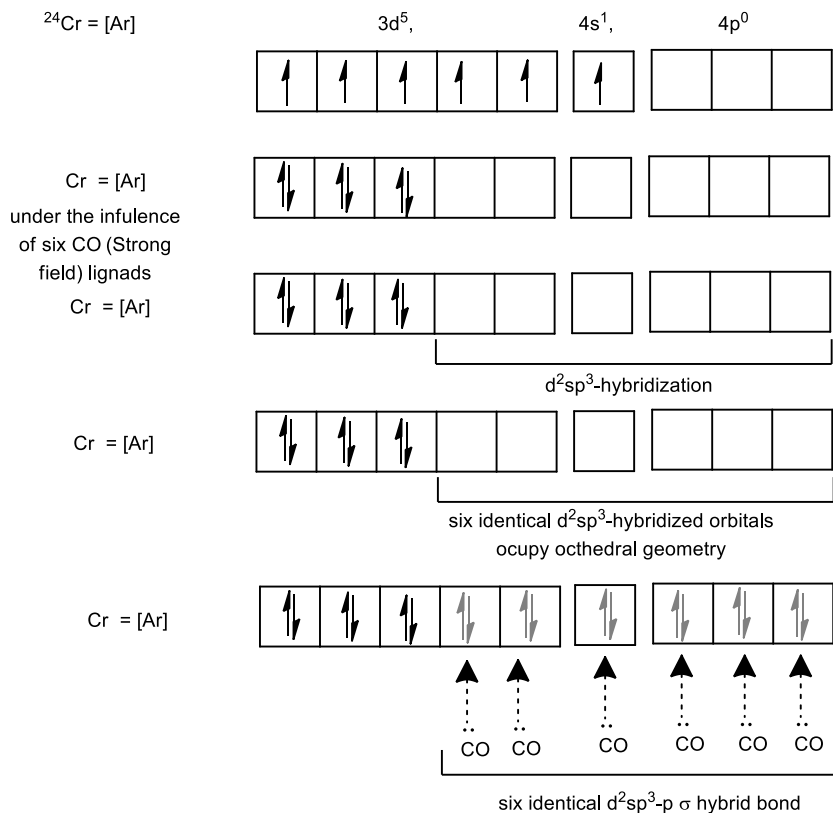 ²⁴Cr = [Ar] 3d⁵, 4s¹, 4p⁰
Cr = [Ar]
under the infulence
of six CO (Strong
field) lignads
Cr = [Ar]
d²sp³-hybridization
Cr = [Ar]
six identical d²sp³-hybridized orbitals
ocupy octhedral geometry
Cr = [Ar]
CO CO CO CO CO CO
six identical d²sp³-p σ hybrid bond